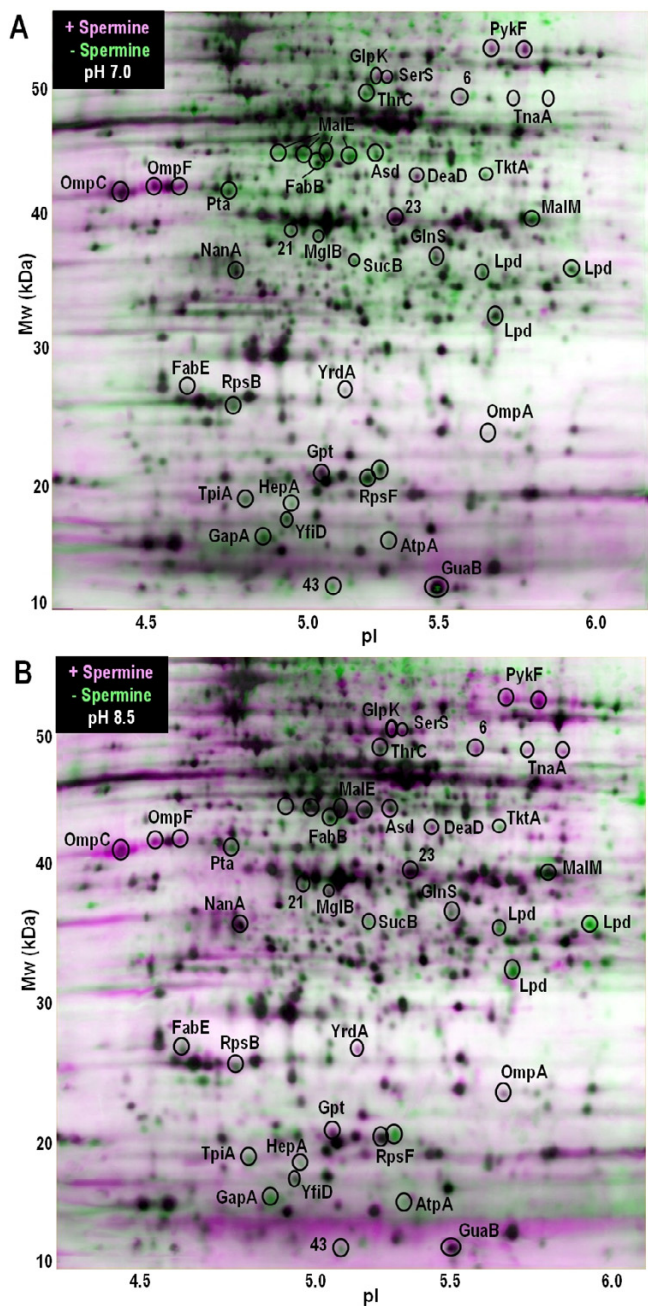 A
+ Spermine
- Spermine
pH 7.0
PykF
GlpK
SerS
6
50
ThrC
TnaA
MalE
OmpF
FabB
Asd
DeaD
TktA
OmpC
Pta
40
23
MalM
21
MglB
GlnS
NanA
SucB
Lpd
Lpd
Mw (kDa)
Lpd
30
FabE
RpsB
YrdA
OmpA
Gpt
20
TpiA
HepA
RpsF
GapA
YfiD
AtpA
43
GuaB
10
4.5 5.0 5.5 6.0
pI
B
+ Spermine
- Spermine
pH 8.5
PykF
GlpK
SerS
6
50
ThrC
TnaA
MalE
OmpF
FabB
Asd
DeaD
TktA
OmpC
Pta
40
23
MalM
NanA
21
MglB
GlnS
SucB
Lpd
Lpd
Mw (kDa)
Lpd
30
FabE
RpsB
YrdA
OmpA
Gpt
20
TpiA
HepA
RpsF
GapA
YfiD
AtpA
43
GuaB
10
4.5 5.0 5.5 6.0
pI